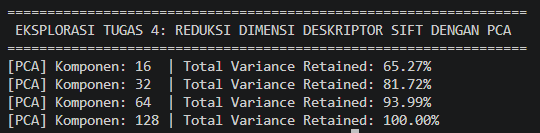 ================================================================
EKSPLORASI TUGAS 4: REDUKSI DIMENSI DESKRIPTOR SIFT DENGAN PCA
================================================================
[PCA] Komponen: 16  | Total Variance Retained: 65.27%
[PCA] Komponen: 32  | Total Variance Retained: 81.72%
[PCA] Komponen: 64  | Total Variance Retained: 93.99%
[PCA] Komponen: 128 | Total Variance Retained: 100.00%